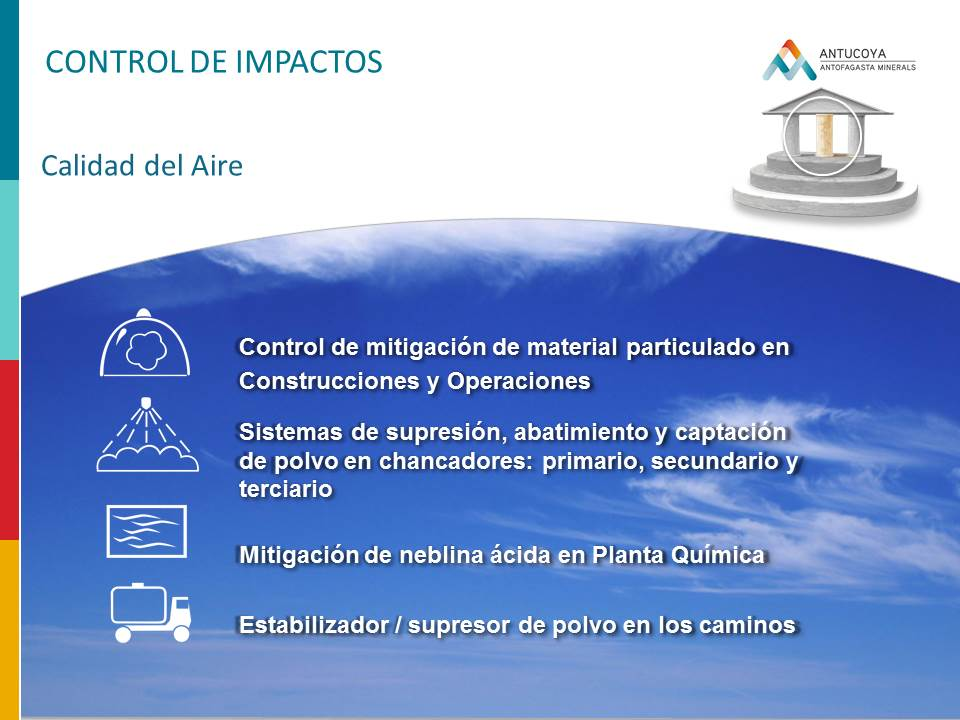 CONTROL DE IMPACTOS
ANTUCOYA
ANTOFAGASTA MINERALS
Calidad del Aire
Control de mitigación de material particulado en
Construcciones y Operaciones
Sistemas de supresión, abatimiento y captación
de polvo en chancadores: primario, secundario y
terciario
Mitigación de neblina ácida en Planta Química
Estabilizador / supresor de polvo en los caminos